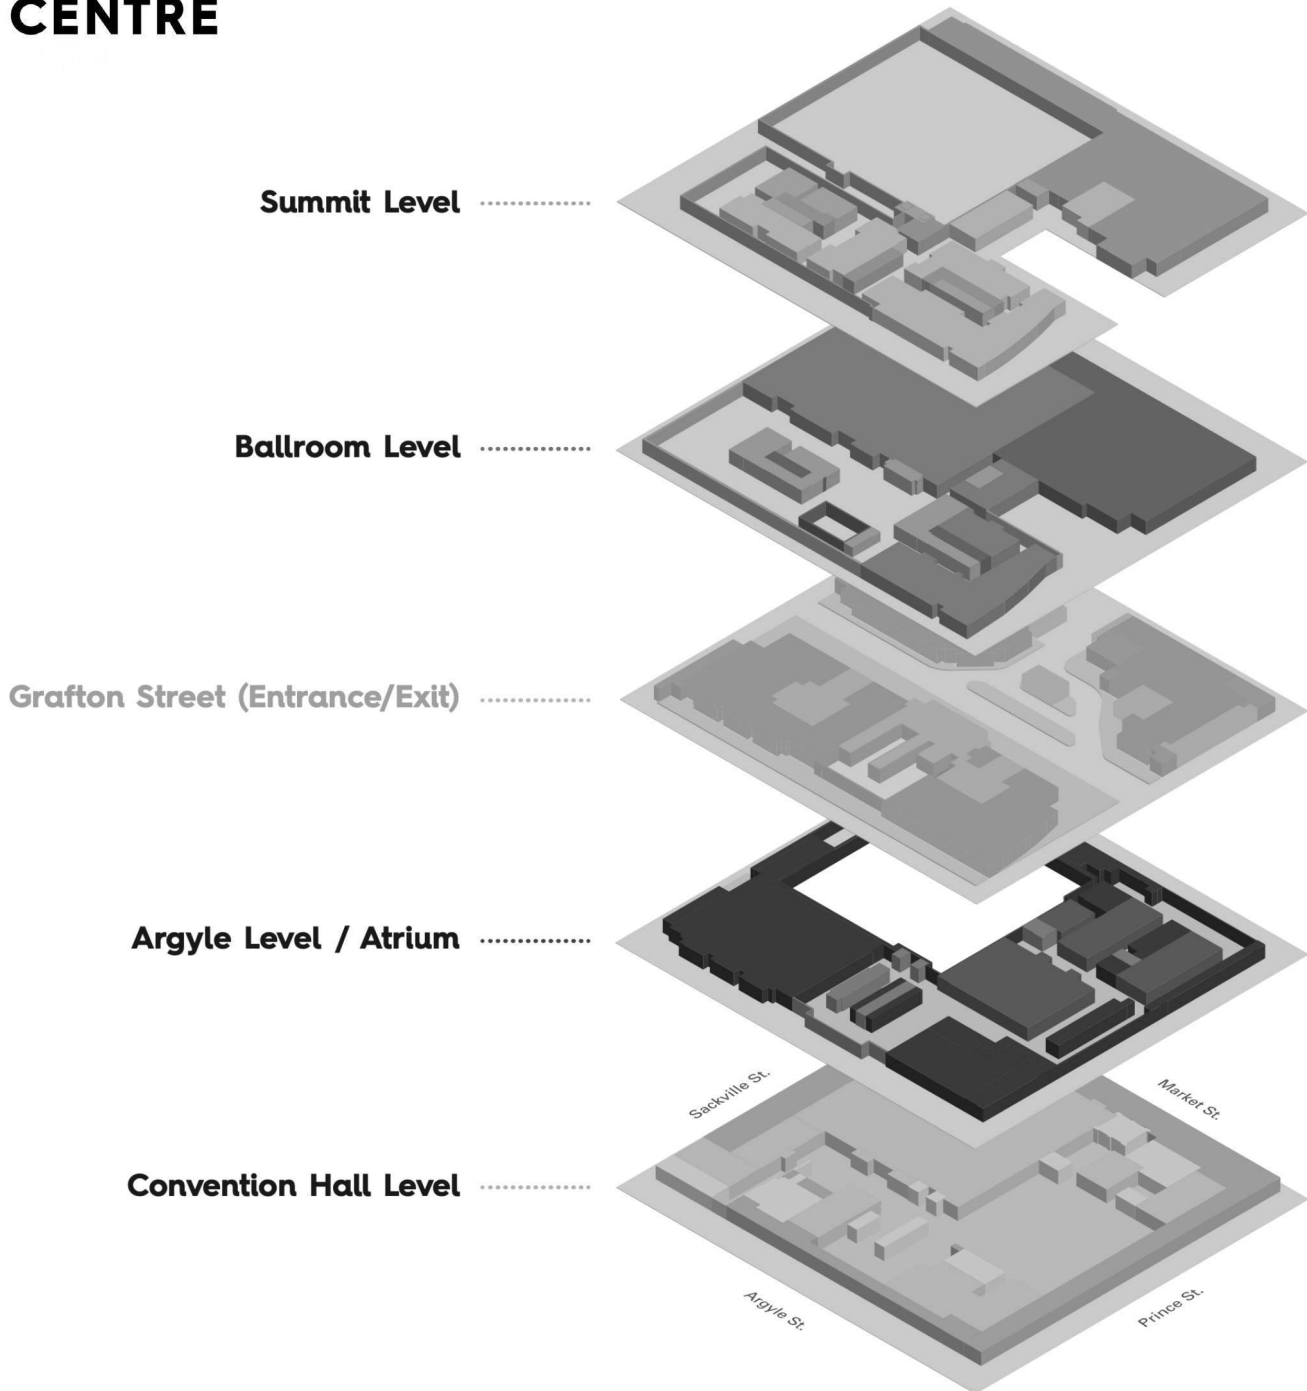 CENTRE
Summit Level
Ballroom Level
Grafton Street (Entrance/Exit)
Argyle Level / Atrium
Sackville St.
Market St.
Convention Hall Level
Argyle St.
Prince St.